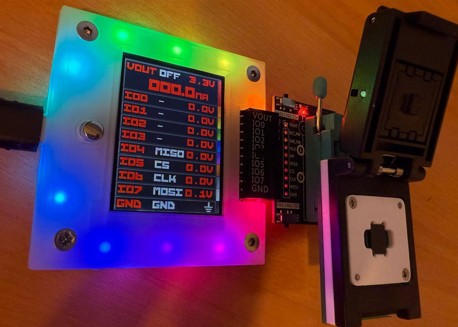 VOUT OFF 3.3V
000.0MA
IO0 - 0.0V
IO1 - 0.0V
IO2 - 0.0V
IO3 - 0.0V
IO4 MISO 0.0V
IO5 CS 0.0V
IO6 CLK 0.0V
IO7 MOSI 0.1V
GND GND
VOUT
IO0
IO1
IO2
IO5
IO6
IO7
GND